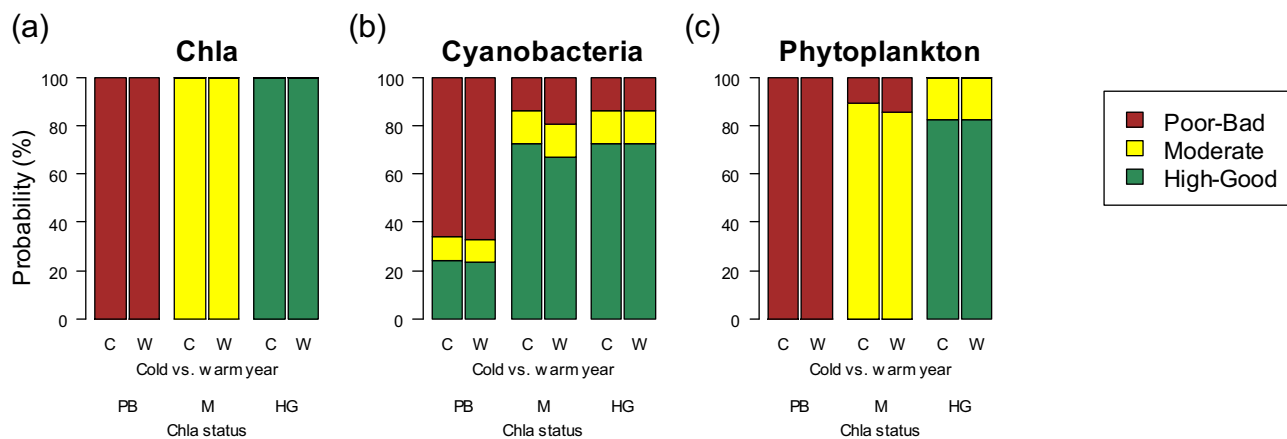 (a)
Chla
(b)
Cyanobacteria
(c)
Phytoplankton
Probability (%)
100
80
60
40
20
0
C W C W C W
Cold vs. warm year
PB M HG
Chla status
100
80
60
40
20
0
C W C W C W
Cold vs. warm year
PB M HG
Chla status
100
80
60
40
20
0
C W C W C W
Cold vs. warm year
PB M HG
Chla status
Poor-Bad
Moderate
High-Good